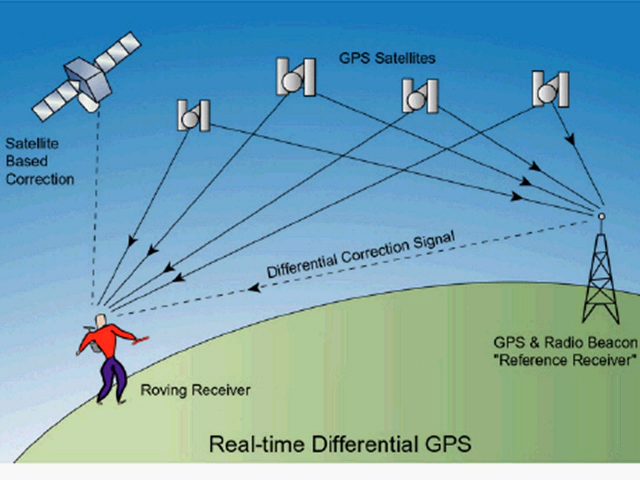 GPS Satellites
Satellite
Based
Correction
Differential Correction Signal
GPS & Radio Beacon
"Reference Receiver"
Roving Receiver
Real-time Differential GPS